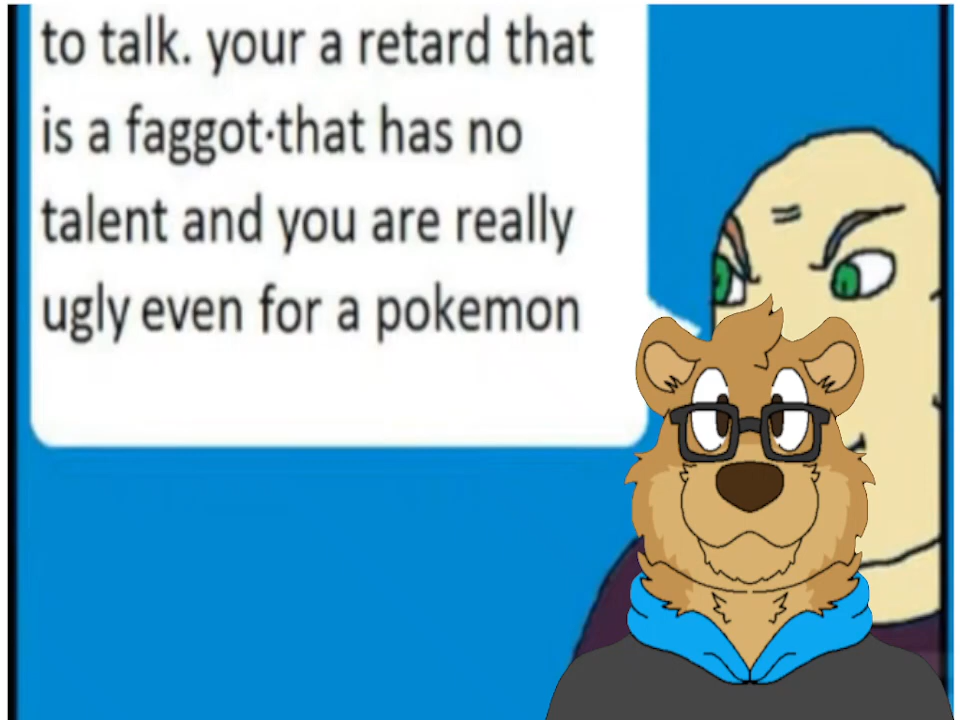 to talk. your a retard that
is a faggot·that has no
talent and you are really
ugly even for a pokemon